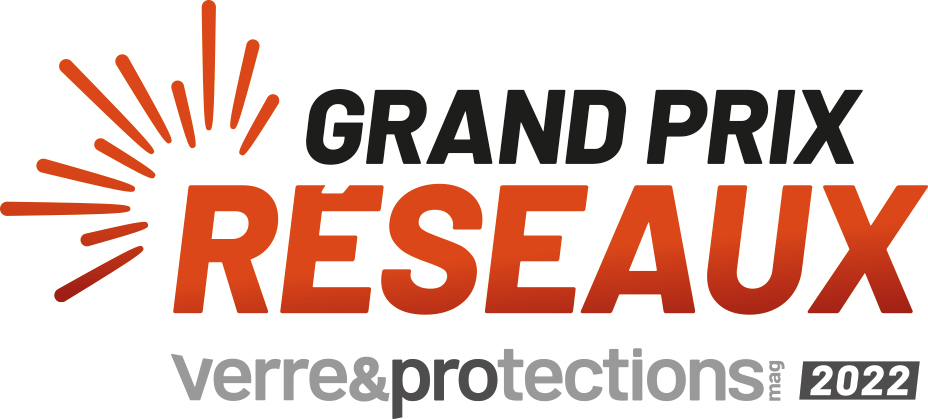 GRAND PRIX
RÉSEAUX
verre&protections mag 2022